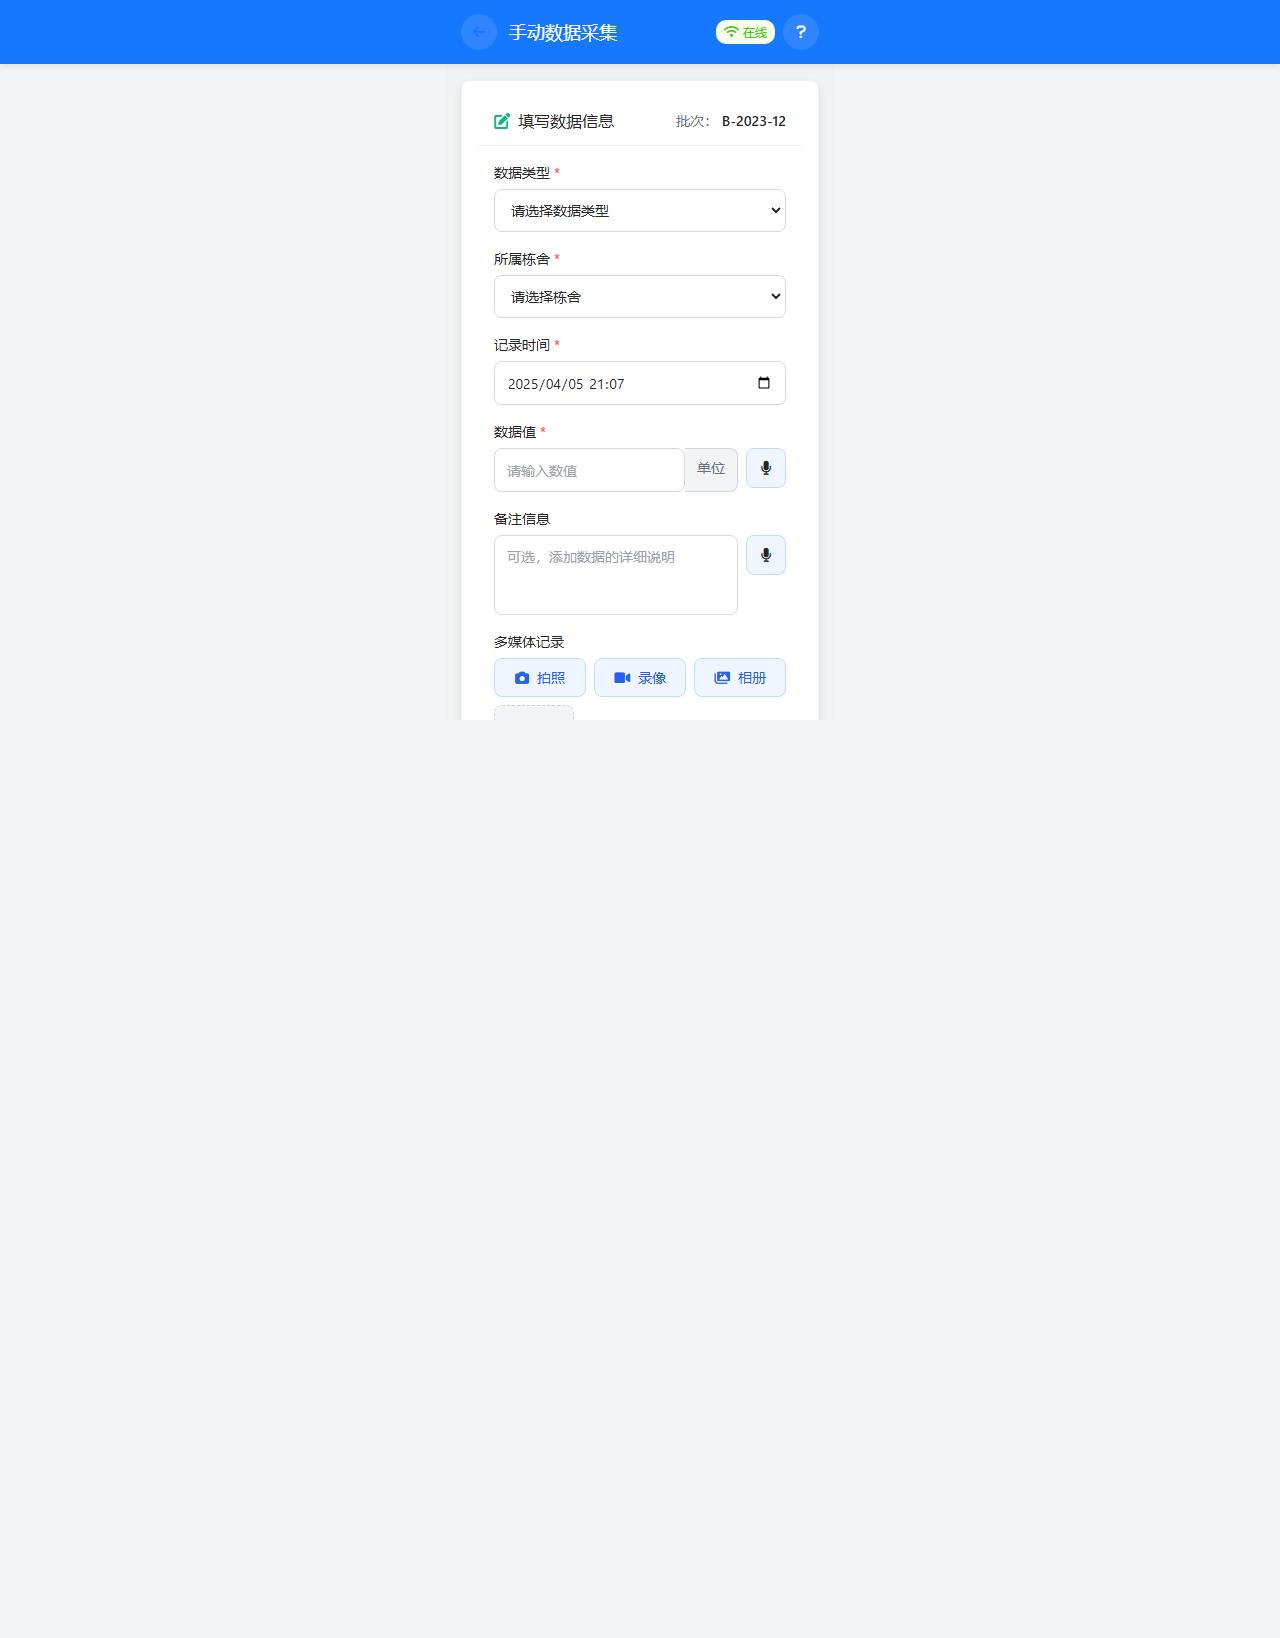 手动数据采集
在线
?
填写数据信息
批次： B-2023-12
数据类型 *
请选择数据类型
所属栋舍 *
请选择栋舍
记录时间 *
2025/04/05 21:07
数据值 *
请输入数值
单位
备注信息
可选，添加数据的详细说明
多媒体记录
拍照
录像
相册